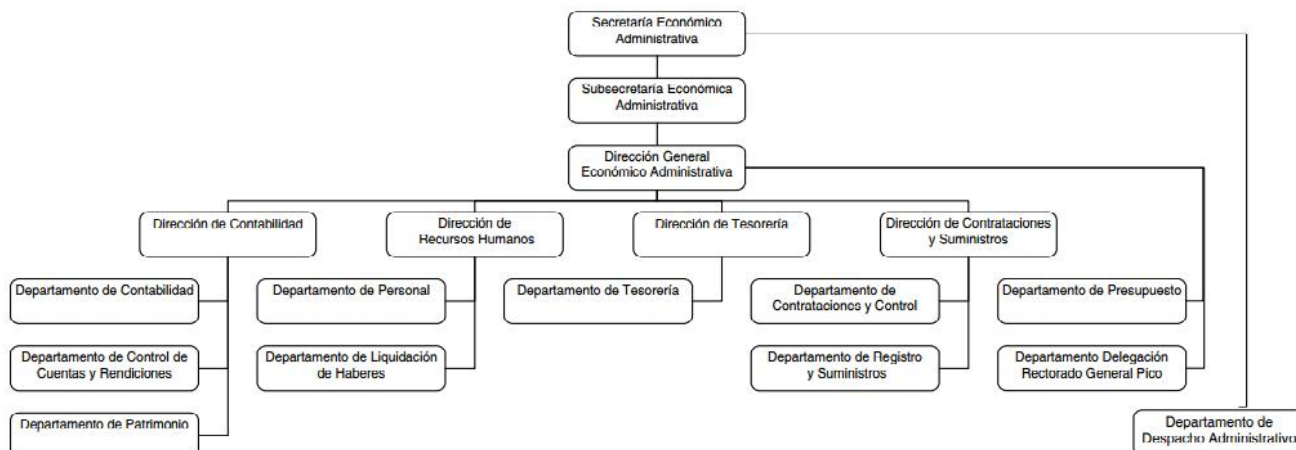 Secretaría Económico
Administrativa
Subsecretaría Económica
Administrativa
Dirección General
Económico Administrativa
Dirección de Contabilidad
Dirección de
Recursos Humanos
Dirección de Tesorería
Dirección de Contrataciones
y Suministros
Departamento de Contabilidad
Departamento de Personal
Departamento de Tesorería
Departamento de
Contrataciones y Control
Departamento de Presupuesto
Departamento de Control de
Cuentas y Rendiciones
Departamento de Liquidación
de Haberes
Departamento de Registro
y Suministros
Departamento Delegación
Rectorado General Pico
Departamento de Patrimonio
Departamento de
Despacho Administrativo